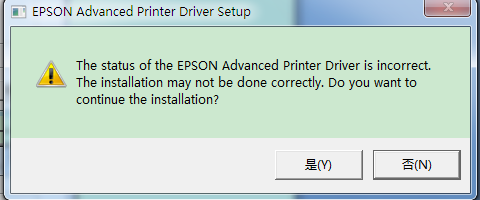 EPSON Advanced Printer Driver Setup
The status of the EPSON Advanced Printer Driver is incorrect.
The installation may not be done correctly. Do you want to
continue the installation?
是(Y)
否(N)